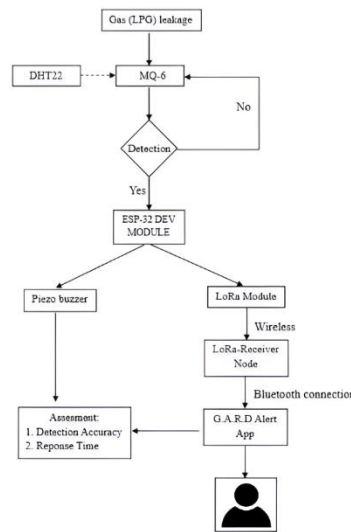 Gas (LPG) leakage
DHT22
MQ-6
No
Detection
Yes
ESP-32 DEV
MODULE
Piezo buzzer
LoRa Module
Wireless
LoRa-Receiver
Node
Bluetooth connection
Assesment:
1. Detection Accuracy
2. Reponse Time
G.A.R.D Alert
App